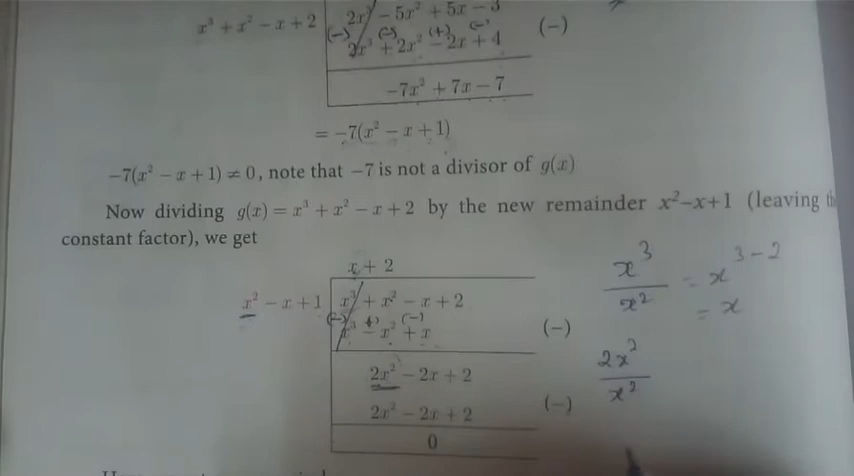 2x³ − 5x² + 5x − 3
x³ + x² − x + 2
(−) (−) (+) (−)
2x³ + 2x² − 2x + 4 (−)
−7x² + 7x − 7
= −7(x² − x + 1)
−7(x² − x + 1) ≠ 0, note that −7 is not a divisor of g(x)
Now dividing g(x) = x³ + x² − x + 2 by the new remainder x²−x+1 (leaving
constant factor), we get
x + 2
x² − x + 1 x³ + x² − x + 2
(−) (+) (−)
x³ − x² + x (−)
2x² − 2x + 2
2x² − 2x + 2 (−)
0
x³/x² = x³⁻²
= x
2x²/x²